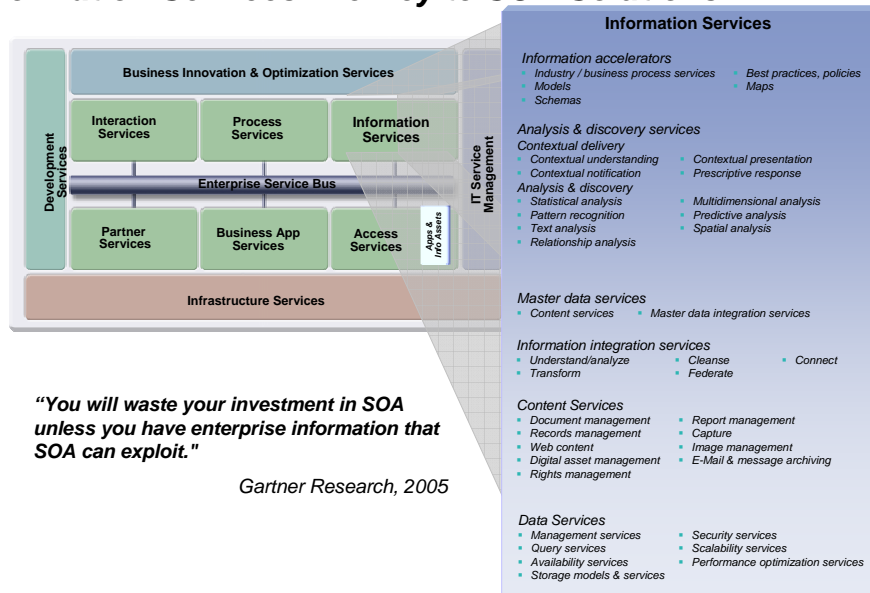 Services key to SOA Solutions
Information Services
Business Innovation & Optimization Services
Development
Services
Interaction
Services
Process
Services
Information
Services
Enterprise Service Bus
Partner
Services
Business App
Services
Access
Services
Apps &
Info Assets
IT Service
Management
Infrastructure Services
“You will waste your investment in SOA
unless you have enterprise information that
SOA can exploit."
Gartner Research, 2005
Information accelerators
Industry / business process services
Best practices, policies
Models
Maps
Schemas
Analysis & discovery services
Contextual delivery
Contextual understanding
Contextual presentation
Contextual notification
Prescriptive response
Analysis & discovery
Statistical analysis
Multidimensional analysis
Pattern recognition
Predictive analysis
Text analysis
Spatial analysis
Relationship analysis
Master data services
Content services
Master data integration services
Information integration services
Understand/analyze
Cleanse
Connect
Transform
Federate
Content Services
Document management
Report management
Records management
Capture
Web content
Image management
Digital asset management
E-Mail & message archiving
Rights management
Data Services
Management services
Security services
Query services
Scalability services
Availability services
Performance optimization services
Storage models & services